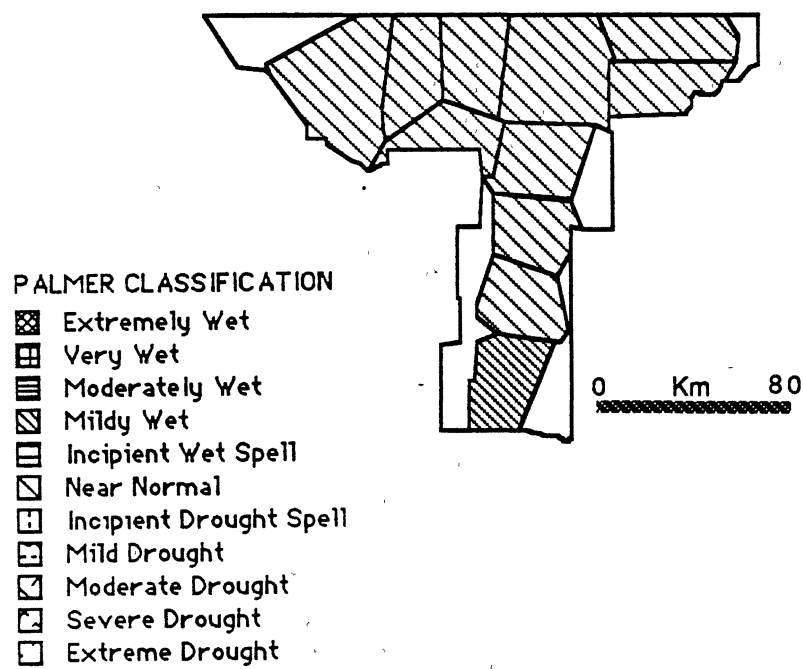 PALMER CLASSIFICATION
Extremely Wet
Very Wet
Moderately Wet
Mildy Wet
Incipient Wet Spell
Near Normal
Incipient Drought Spell
Mild Drought
Moderate Drought
Severe Drought
Extreme Drought
0 Km 80